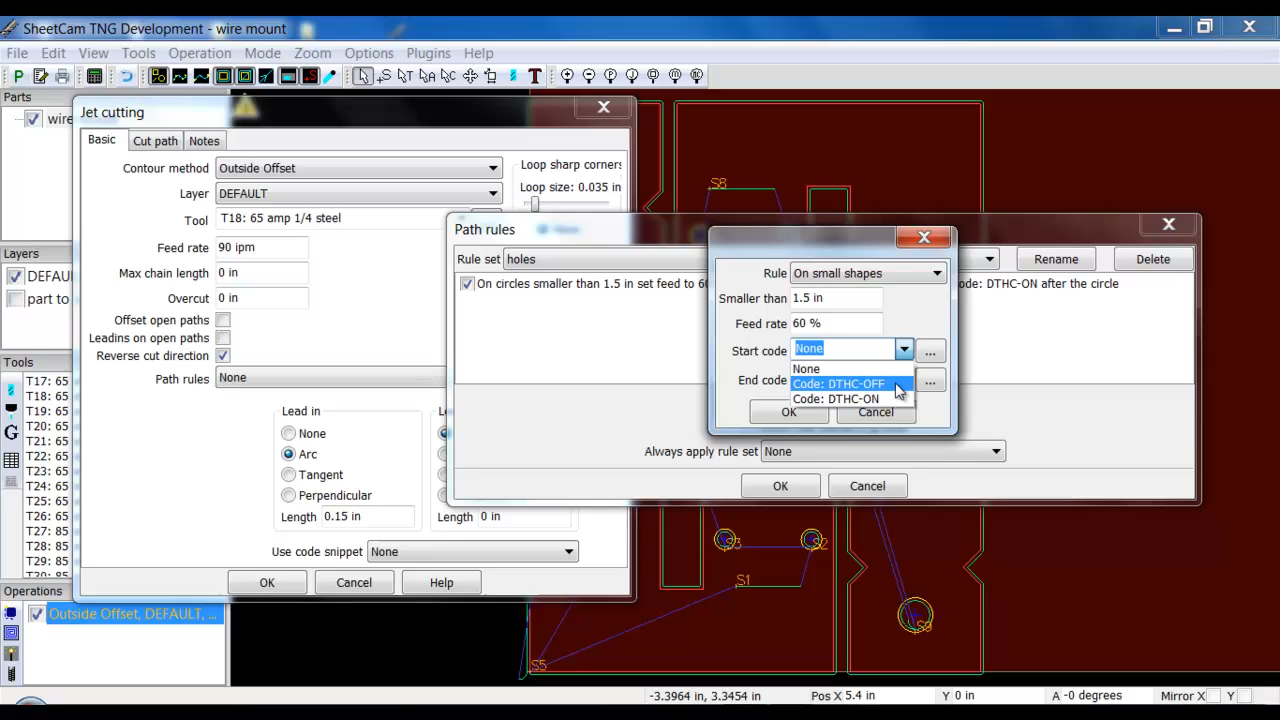 SheetCam TNG Development - wire mount
File Edit View Tools Operation Mode Zoom Options Plugins Help
Parts
wire
Layers
DEFAUL
part to
Tools
T17: 65
T18: 65
T19: 65
T20: 65
T21: 65
T22: 65
T23: 65
T24: 65
T25: 65
T26: 65
T27: 85
T28: 85
T29: 85
Operations
Outside Offset, DEFAULT, ...
Jet cutting
Basic Cut path Notes
Contour method Outside Offset
Layer DEFAULT
Tool T18: 65 amp 1/4 steel
Feed rate 90 ipm
Max chain length 0 in
Overcut 0 in
Offset open paths
Leadins on open paths
Reverse cut direction
Path rules None
Loop sharp corners
Loop size: 0.035 in
Lead in
None
Arc
Tangent
Perpendicular
Length 0.15 in
Length 0 in
Use code snippet None
OK Cancel Help
Path rules
Rule set holes
Rename Delete
On circles smaller than 1.5 in set feed to 60
ode: DTHC-ON after the circle
Always apply rule set None
OK Cancel
Rule On small shapes
Smaller than 1.5 in
Feed rate 60 %
Start code None ...
None
Code: DTHC-OFF
Code: DTHC-ON
End code ...
OK Cancel
S8
S3
S2
S1
S9
S5
-3.3964 in, 3.3454 in Pos X 5.4 in Y 0 in A -0 degrees Mirror X Y